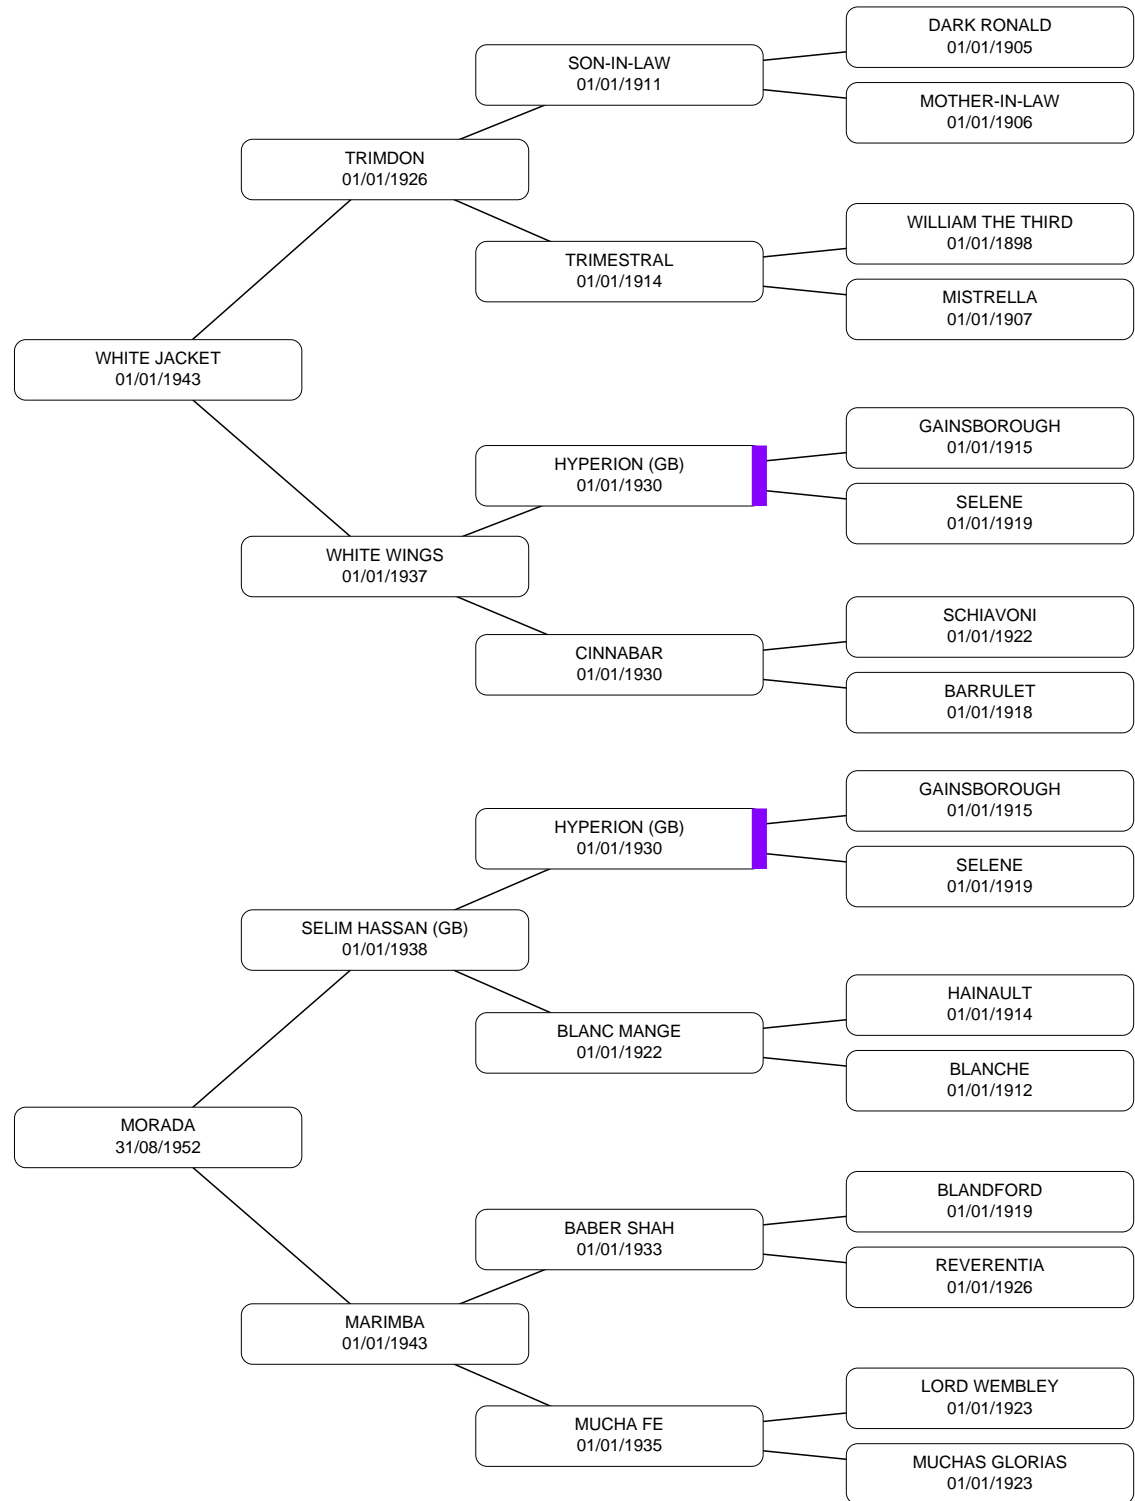 DARK RONALD
01/01/1905
SON-IN-LAW
01/01/1911
MOTHER-IN-LAW
01/01/1906
TRIMDON
01/01/1926
WILLIAM THE THIRD
01/01/1898
TRIMESTRAL
01/01/1914
MISTRELLA
01/01/1907
WHITE JACKET
01/01/1943
GAINSBOROUGH
01/01/1915
HYPERION (GB)
01/01/1930
SELENE
01/01/1919
WHITE WINGS
01/01/1937
SCHIAVONI
01/01/1922
CINNABAR
01/01/1930
BARRULET
01/01/1918
GAINSBOROUGH
01/01/1915
HYPERION (GB)
01/01/1930
SELENE
01/01/1919
SELIM HASSAN (GB)
01/01/1938
HAINAULT
01/01/1914
BLANC MANGE
01/01/1922
BLANCHE
01/01/1912
MORADA
31/08/1952
BLANDFORD
01/01/1919
BABER SHAH
01/01/1933
REVERENTIA
01/01/1926
MARIMBA
01/01/1943
LORD WEMBLEY
01/01/1923
MUCHA FE
01/01/1935
MUCHAS GLORIAS
01/01/1923